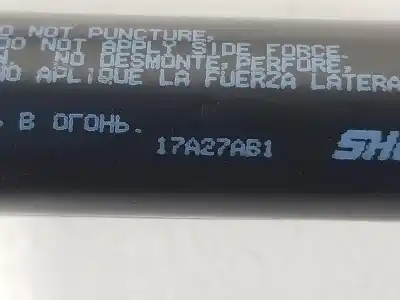 O NOT PUNCTURE,
DO NOT APPLY SIDE FORCE.
NO DESMONTE, PERFORE,
NO APLIQUE LA FUERZA LATERA
В ОГОНЬ.
17A27AB1